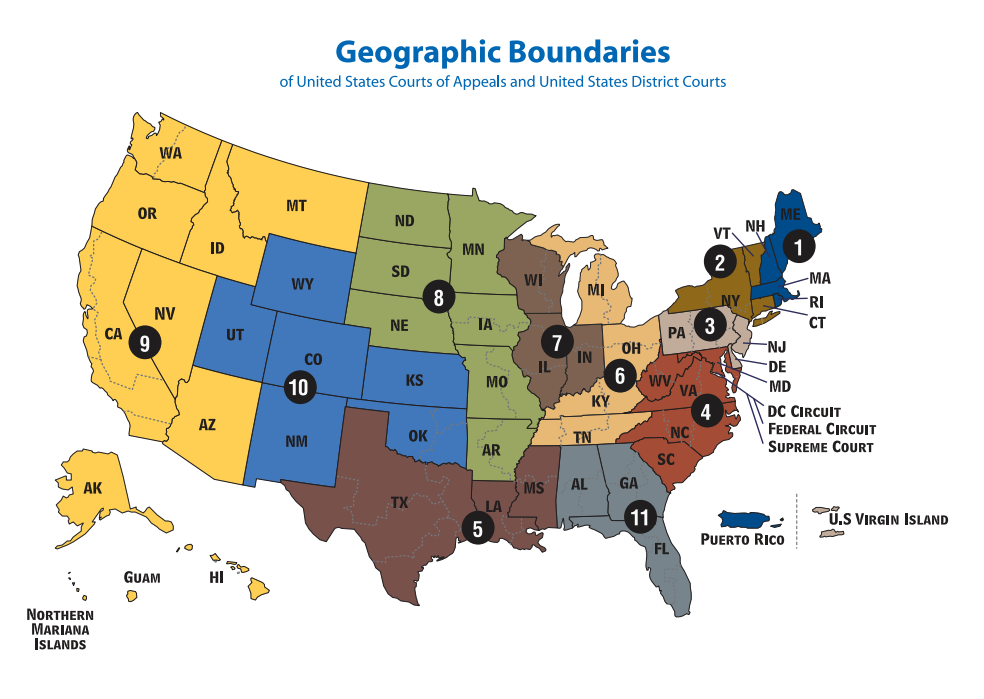 Geographic Boundaries
of United States Courts of Appeals and United States District Courts
WA
OR
ID
MT
ND
MN
SD
WY
NE
IA
WI
MI
VT
NH
ME
1
2
NY
MA
RI
CT
NV
CA
9
UT
CO
10
8
KS
MO
7
IL
IN
OH
6
KY
PA
3
NJ
DE
MD
WV
VA
4
DC Circuit
Federal Circuit
Supreme Court
AZ
NM
OK
AR
TN
NC
SC
TX
LA
5
MS
AL
GA
11
FL
AK
HI
Guam
Northern
Mariana
Islands
Puerto Rico
U.S Virgin Island